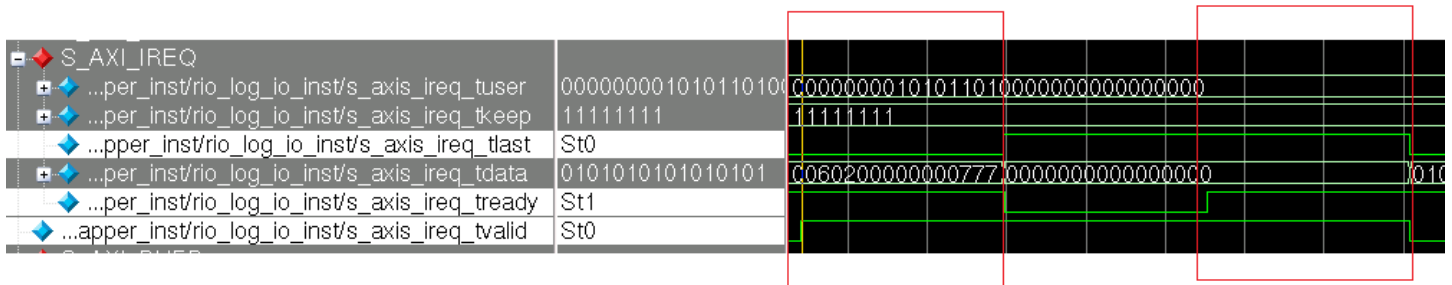 S_AXI_IREQ
...per_inst/rio_log_io_inst/s_axis_ireq_tuser 000000001010110100 00000000101011010000000000000000
...per_inst/rio_log_io_inst/s_axis_ireq_tkeep 11111111 11111111
...pper_inst/rio_log_io_inst/s_axis_ireq_tlast St0
...per_inst/rio_log_io_inst/s_axis_ireq_tdata 0101010101010101 0060200000000777 0000000000000000 010
...per_inst/rio_log_io_inst/s_axis_ireq_tready St1
...apper_inst/rio_log_io_inst/s_axis_ireq_tvalid St0